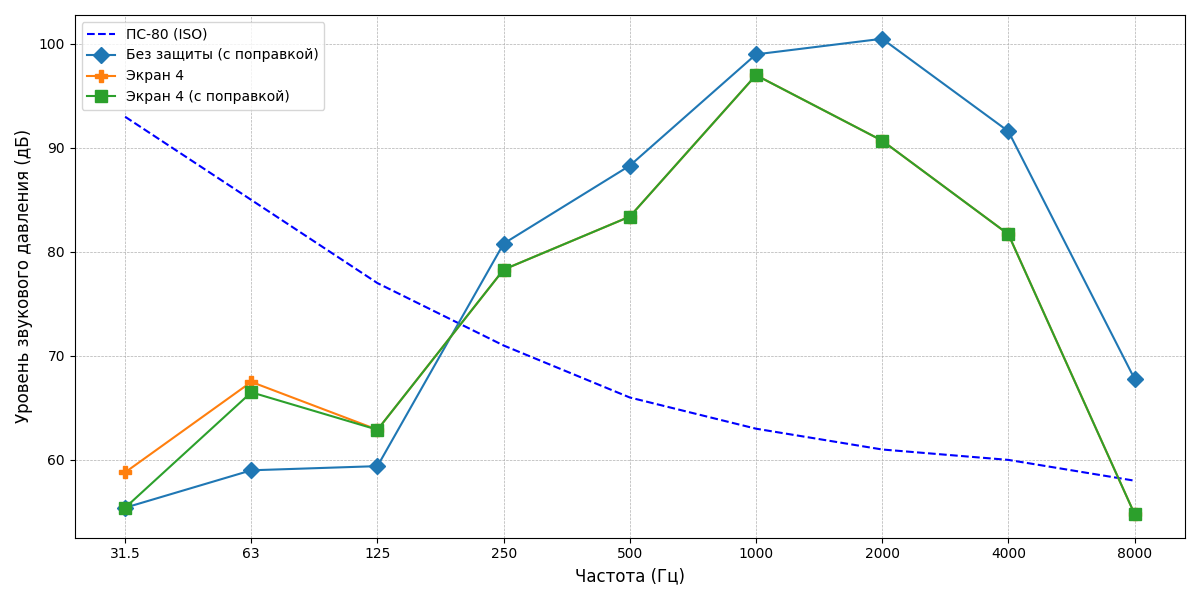 ПС-80 (ISO)
Без защиты (с поправкой)
Экран 4
Экран 4 (с поправкой)
Уровень звукового давления (дБ)
100
90
80
70
60
31.5 63 125 250 500 1000 2000 4000 8000
Частота (Гц)